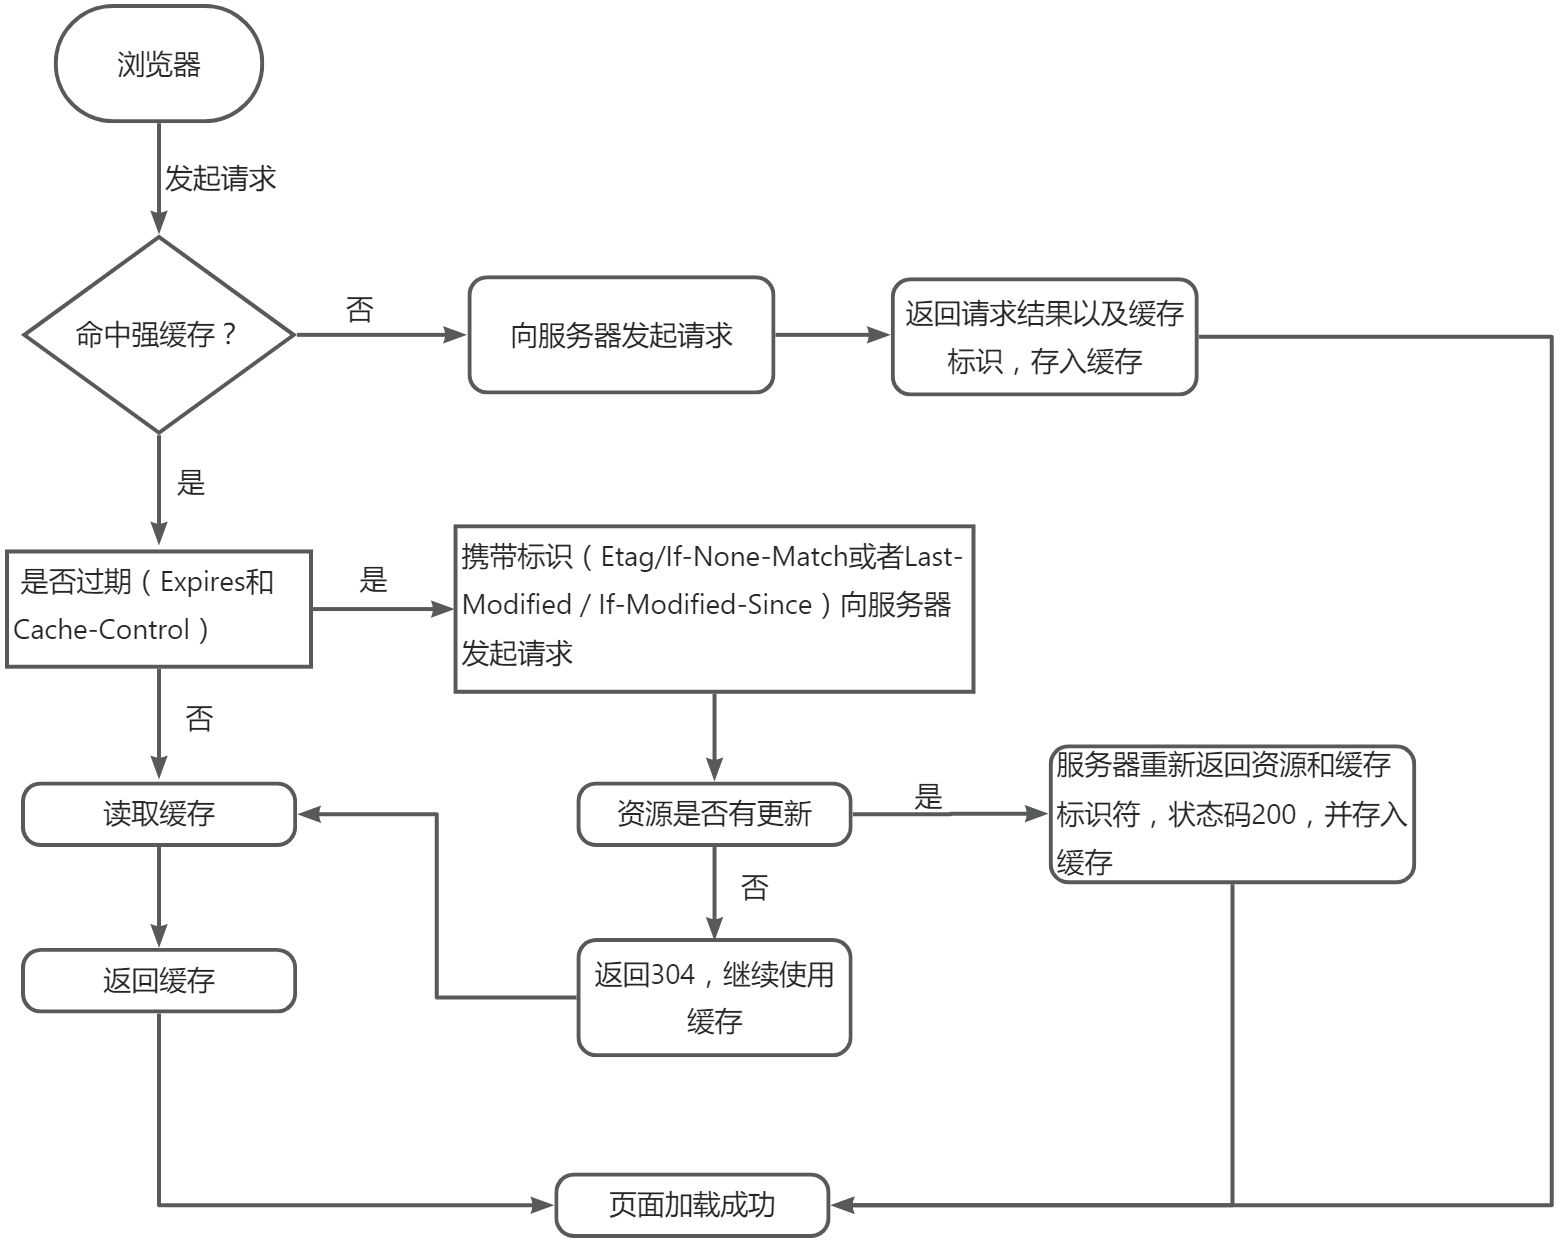 浏览器
发起请求
命中强缓存？
否
向服务器发起请求
返回请求结果以及缓存
标识，存入缓存
是
是否过期（Expires和
Cache-Control）
是
携带标识（Etag/If-None-Match或者Last-
Modified / If-Modified-Since）向服务器
发起请求
否
读取缓存
资源是否有更新
是
服务器重新返回资源和缓存
标识符，状态码200，并存入
缓存
否
返回缓存
返回304，继续使用
缓存
页面加载成功